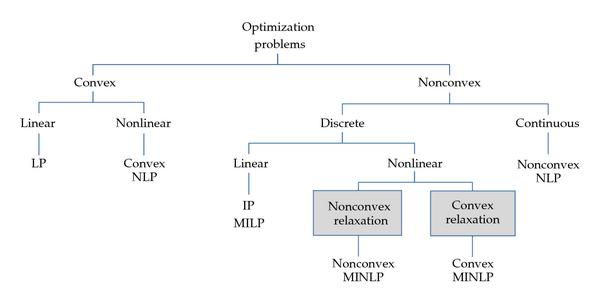 Optimization
problems
Convex
Nonconvex
Linear
Nonlinear
Discrete
Continuous
LP
Convex
NLP
Linear
Nonlinear
Nonconvex
NLP
IP
MILP
Nonconvex
relaxation
Convex
relaxation
Nonconvex
MINLP
Convex
MINLP